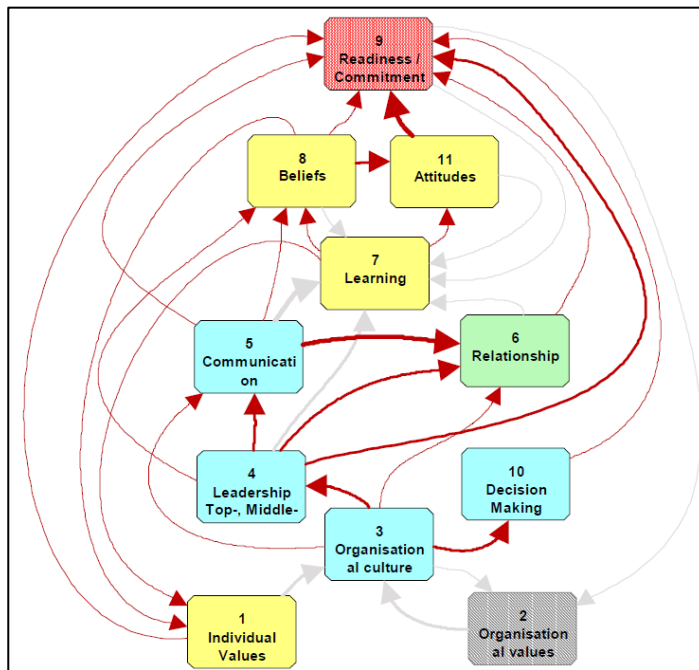 9
Readiness /
Commitment
8
Beliefs
11
Attitudes
7
Learning
5
Communicati
on
6
Relationship
4
Leadership
Top-, Middle-
10
Decision
Making
3
Organisation
al culture
1
Individual
Values
2
Organisation
al values